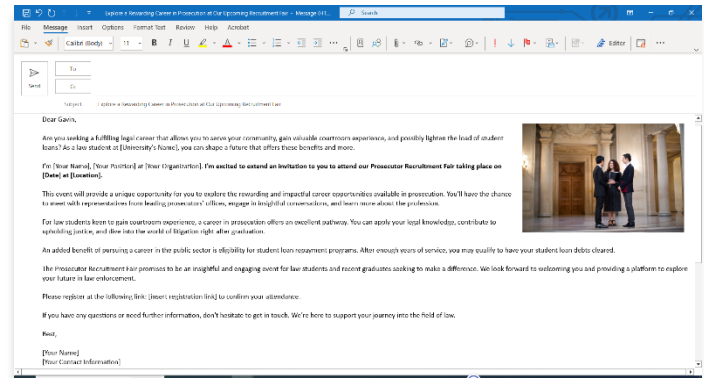 Explore a Rewarding Career in Prosecution at Our Upcoming Recruitment Fair - Message (HT...
Search
File Message Insert Options Format Text Review Help Acrobat
Calibri (Body) 11 B I U A Editor
To
Send Cc
Subject Explore a Rewarding Career in Prosecution at Our Upcoming Recruitment Fair
Dear Gavin,
Are you seeking a fulfilling legal career that allows you to serve your community, gain valuable courtroom experience, and possibly lighten the load of student
loans? As a law student at [University's Name], you can shape a future that offers these benefits and more.
I'm [Your Name], [Your Position] at [Your Organization]. I'm excited to extend an invitation to you to attend our Prosecutor Recruitment Fair taking place on
[Date] at [Location].
This event will provide a unique opportunity for you to explore the rewarding and impactful career opportunities available in prosecution. You'll have the chance
to meet with representatives from leading prosecutors' offices, engage in insightful conversations, and learn more about the profession.
For law students keen to gain courtroom experience, a career in prosecution offers an excellent pathway. You can apply your legal knowledge, contribute to
upholding justice, and dive into the world of litigation right after graduation.
An added benefit of pursuing a career in the public sector is eligibility for student loan repayment programs. After enough years of service, you may qualify to have your student loan debts cleared.
The Prosecutor Recruitment Fair promises to be an insightful and engaging event for law students and recent graduates seeking to make a difference. We look forward to welcoming you and providing a platform to explore
your future in law enforcement.
Please register at the following link: [insert registration link] to confirm your attendance.
If you have any questions or need further information, don't hesitate to get in touch. We're here to support your journey into the field of law.
Best,
[Your Name]
[Your Contact Information]